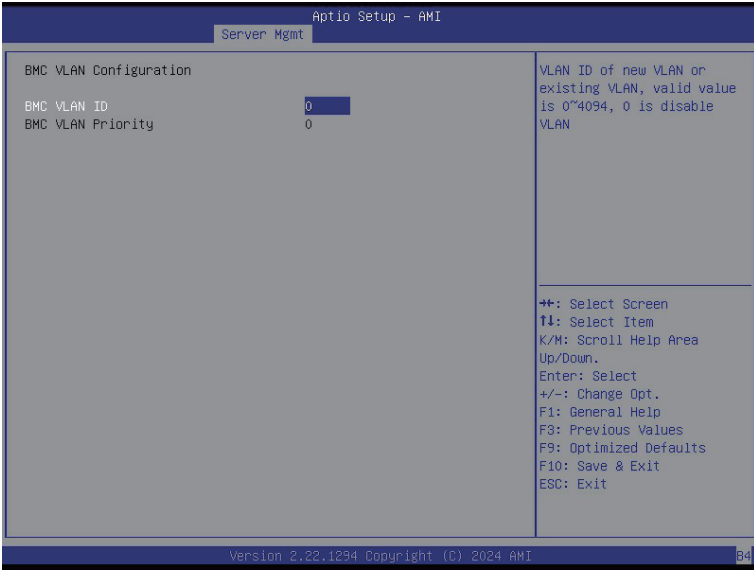 Aptio Setup – AMI
Server Mgmt
BMC VLAN Configuration
BMC VLAN ID 0
BMC VLAN Priority 0
VLAN ID of new VLAN or
existing VLAN, valid value
is 0~4094, 0 is disable
VLAN
→←: Select Screen
↑↓: Select Item
K/M: Scroll Help Area
Up/Down.
Enter: Select
+/-: Change Opt.
F1: General Help
F3: Previous Values
F9: Optimized Defaults
F10: Save & Exit
ESC: Exit
Version 2.22.1294 Copyright (C) 2024 AMI
B4